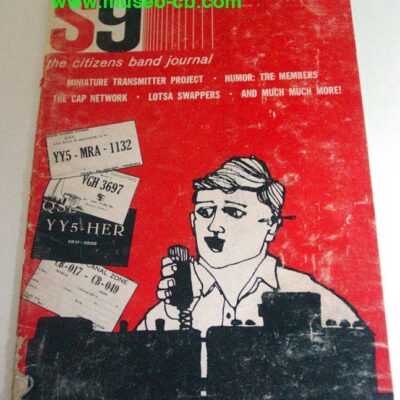 www.museo-cb.com
S9
the citizens band journal
MINIATURE TRANSMITTER PROJECT · HUMOR: THE MEMBERS
THE CAP NETWORK · LOTSA SWAPPERS · AND MUCH MUCH MORE!
YY5 - MRA - 1132
YGH 3697
QSL
YY5 - HER
CANAL ZONE
CB-017 - CB-049